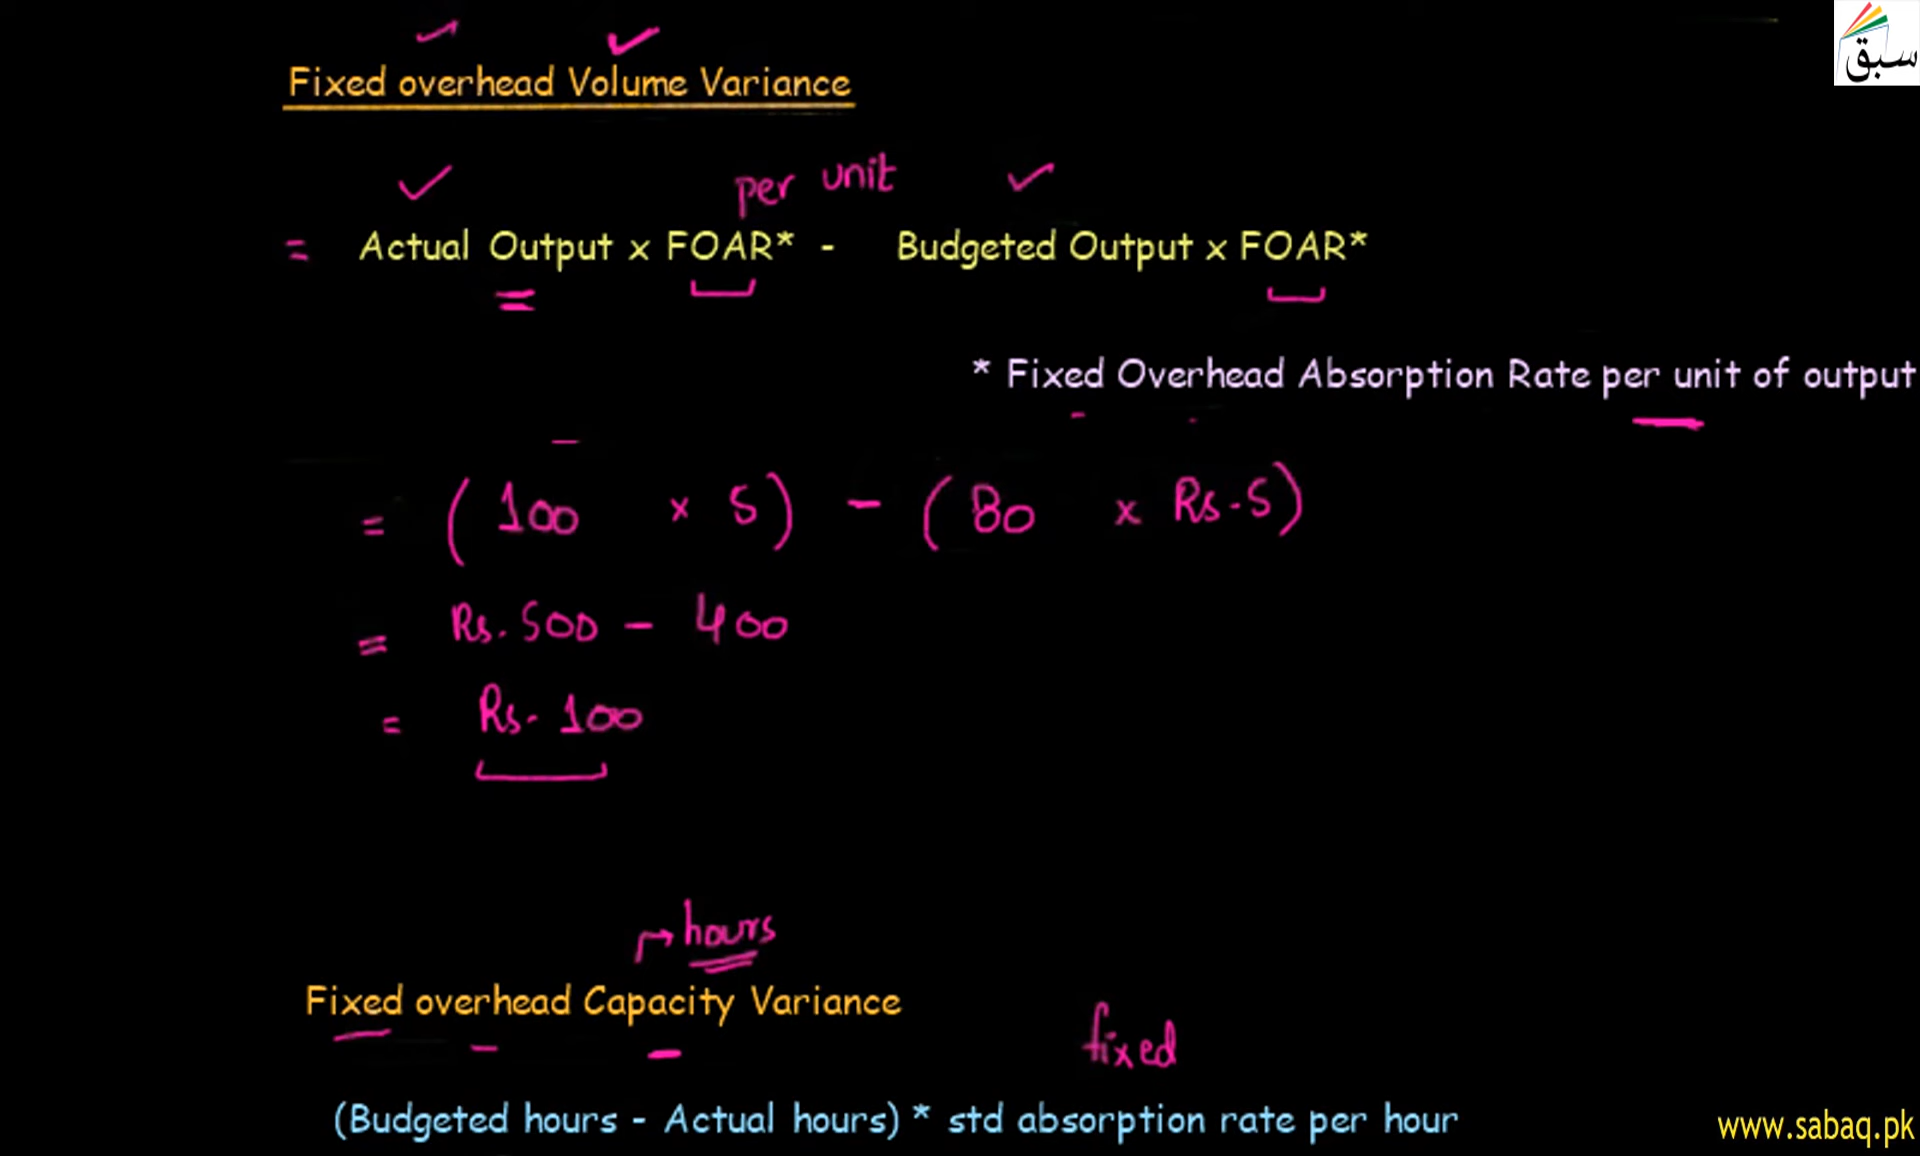 سبق
Fixed overhead Volume Variance
per unit
= Actual Output x FOAR* - Budgeted Output x FOAR*
* Fixed Overhead Absorption Rate per unit of output
= (100 x 5) - (80 x Rs.5)
= Rs.500 - 400
= Rs.100
hours
Fixed overhead Capacity Variance
fixed
(Budgeted hours - Actual hours) * std absorption rate per hour
www.sabaq.pk